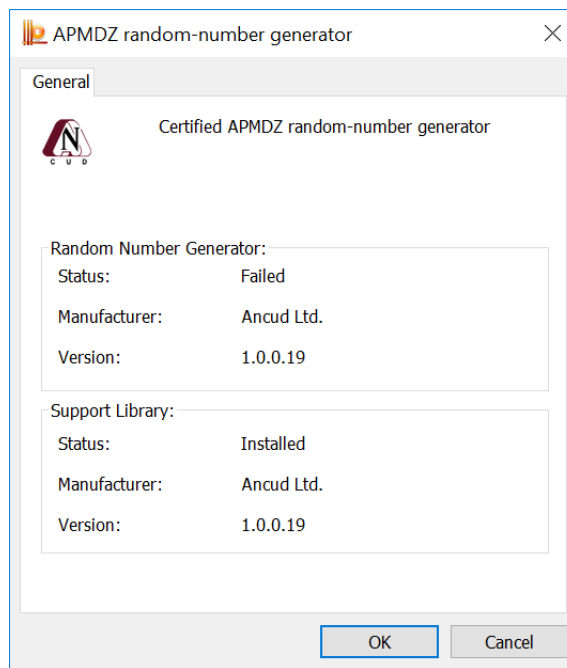 APMDZ random-number generator
General
N
CUD
Certified APMDZ random-number generator
Random Number Generator:
Status: Failed
Manufacturer: Ancud Ltd.
Version: 1.0.0.19
Support Library:
Status: Installed
Manufacturer: Ancud Ltd.
Version: 1.0.0.19
OK Cancel